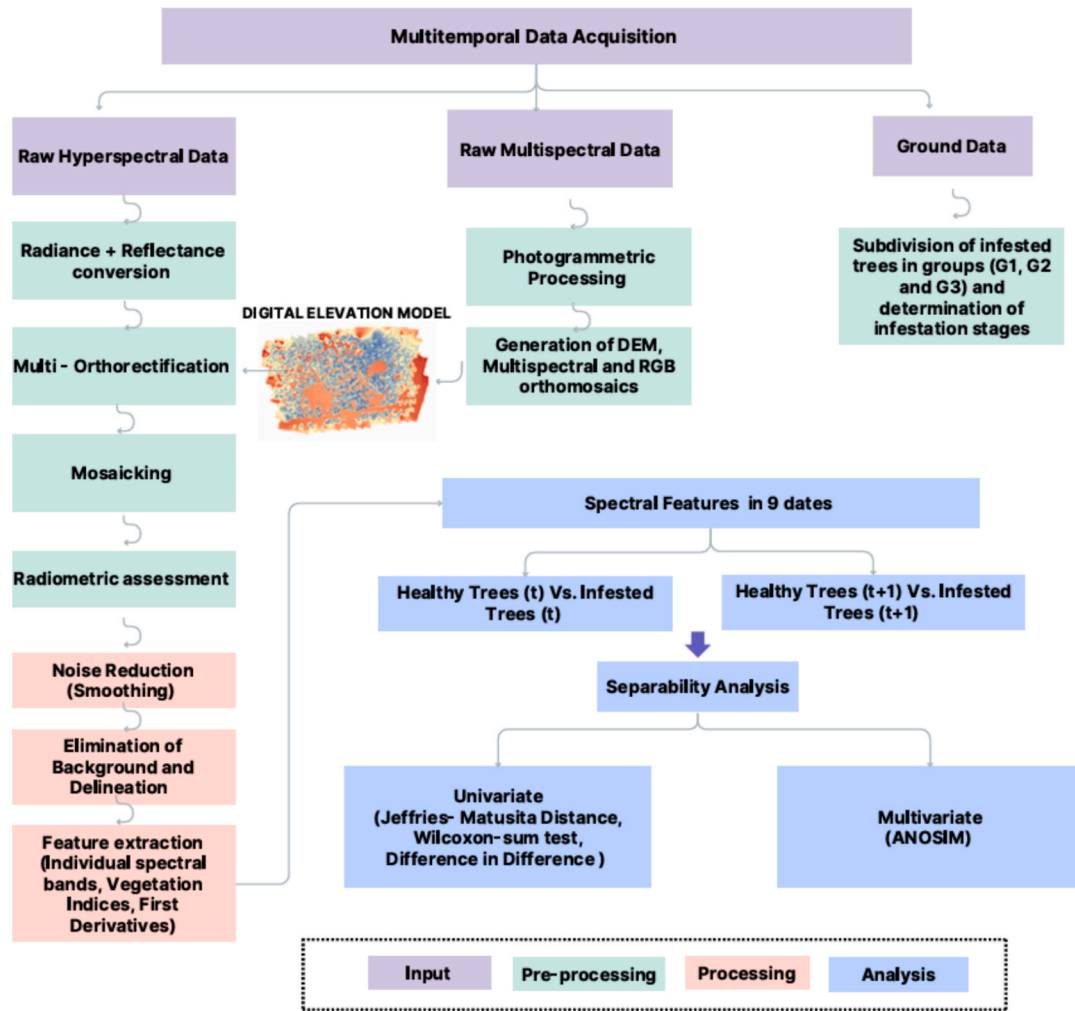 Multitemporal Data Acquisition
Raw Hyperspectral Data
Raw Multispectral Data
Ground Data
Radiance + Reflectance
conversion
Photogrammetric
Processing
Subdivision of infested
trees in groups (G1, G2
and G3) and
determination of
infestation stages
DIGITAL ELEVATION MODEL
Multi - Orthorectification
Generation of DEM,
Multispectral and RGB
orthomosaics
Mosaicking
Radiometric assessment
Noise Reduction
(Smoothing)
Elimination of
Background and
Delineation
Feature extraction
(Individual spectral
bands, Vegetation
Indices, First
Derivatives)
Spectral Features in 9 dates
Healthy Trees (t) Vs. Infested
Trees (t)
Healthy Trees (t+1) Vs. Infested
Trees (t+1)
Separability Analysis
Univariate
(Jeffries- Matusita Distance,
Wilcoxon-sum test,
Difference in Difference )
Multivariate
(ANOSIM)
Input
Pre-processing
Processing
Analysis